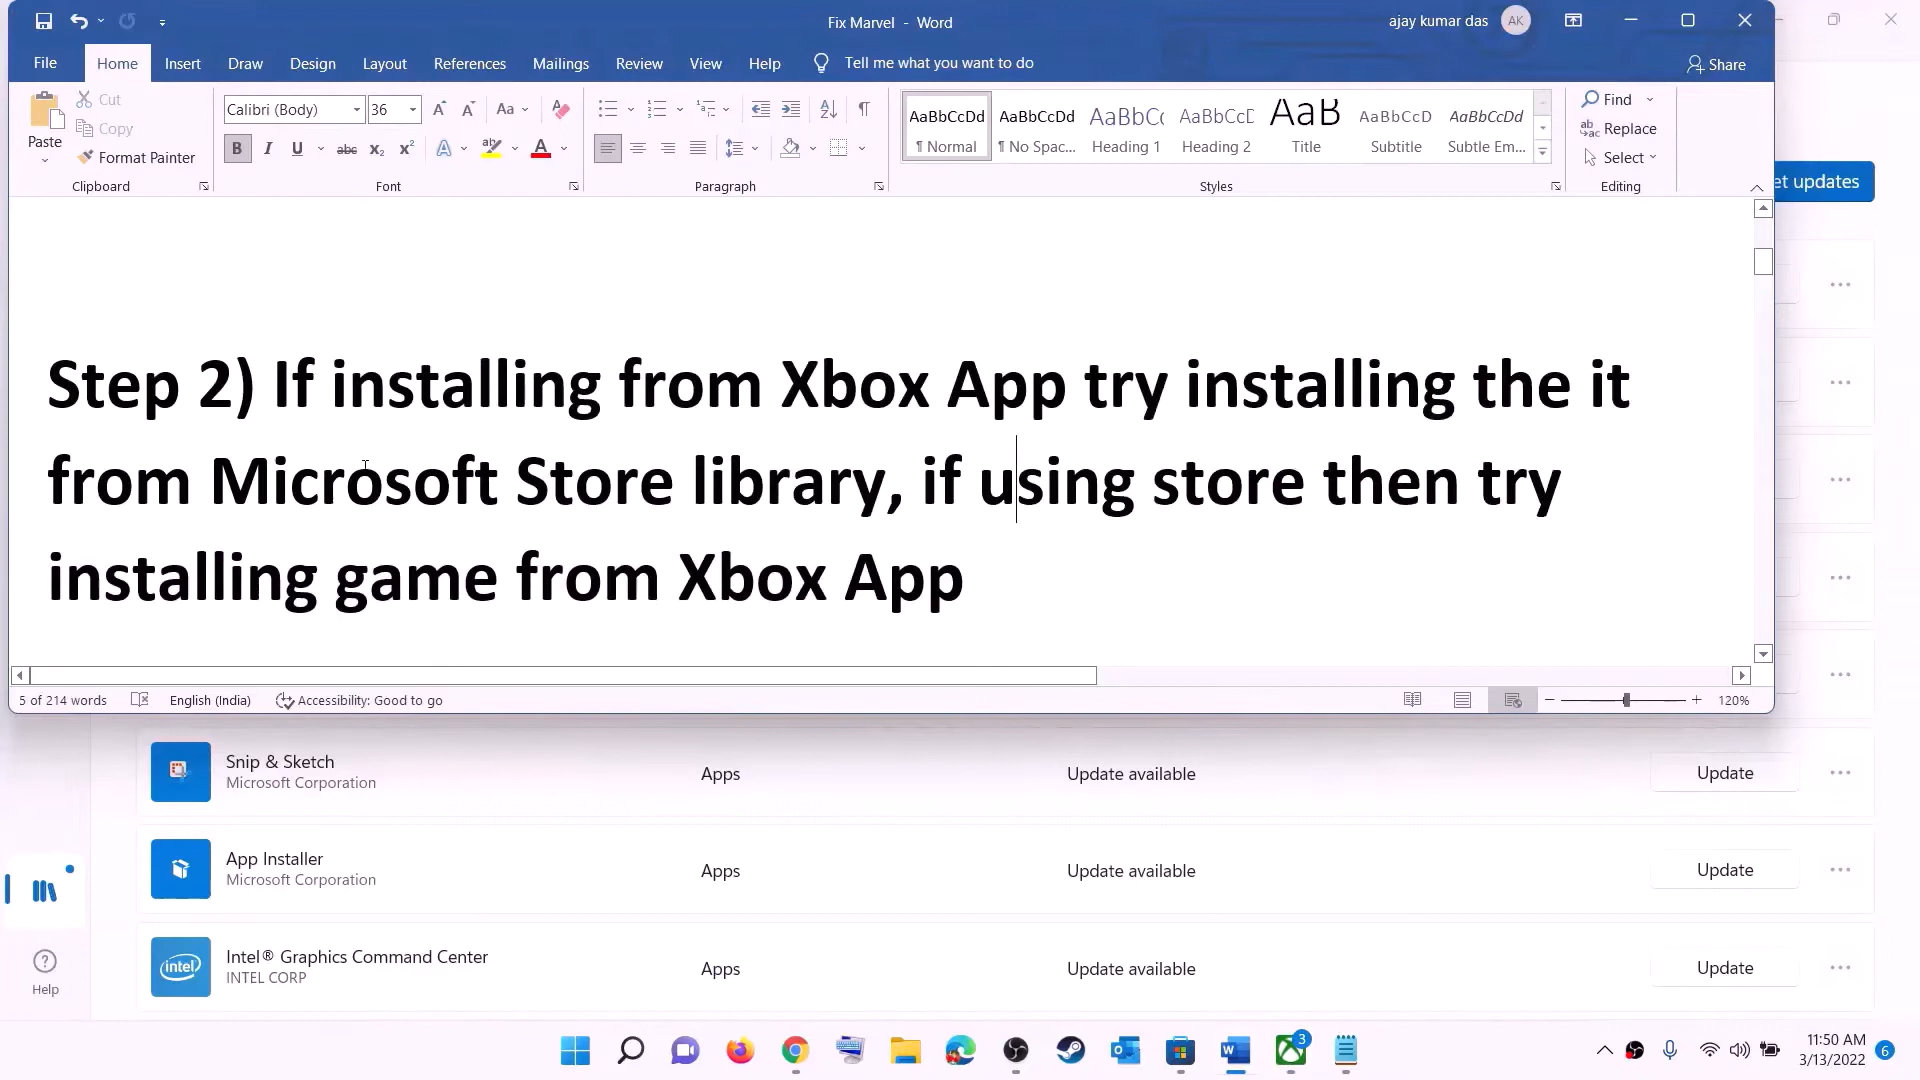 Fix Marvel - Word
ajay kumar das AK
File Home Insert Draw Design Layout References Mailings Review View Help Tell me what you want to do Share
Paste
Cut
Copy
Format Painter
Clipboard
Calibri (Body) 36 Aa
Font
Paragraph
AaBbCcDd AaBbCcDd AaBbCc AaBbCcD AaB AaBbCcD AaBbCcDd
¶ Normal ¶ No Spac... Heading 1 Heading 2 Title Subtitle Subtle Em...
Styles
Find
Replace
Select
Editing
et updates
Step 2) If installing from Xbox App try installing the it
from Microsoft Store library, if using store then try
installing game from Xbox App
5 of 214 words English (India) Accessibility: Good to go 120%
Snip & Sketch
Microsoft Corporation
Apps Update available Update
App Installer
Microsoft Corporation
Apps Update available Update
Intel® Graphics Command Center
INTEL CORP
Apps Update available Update
intel
Help
3
11:50 AM
3/13/2022
6